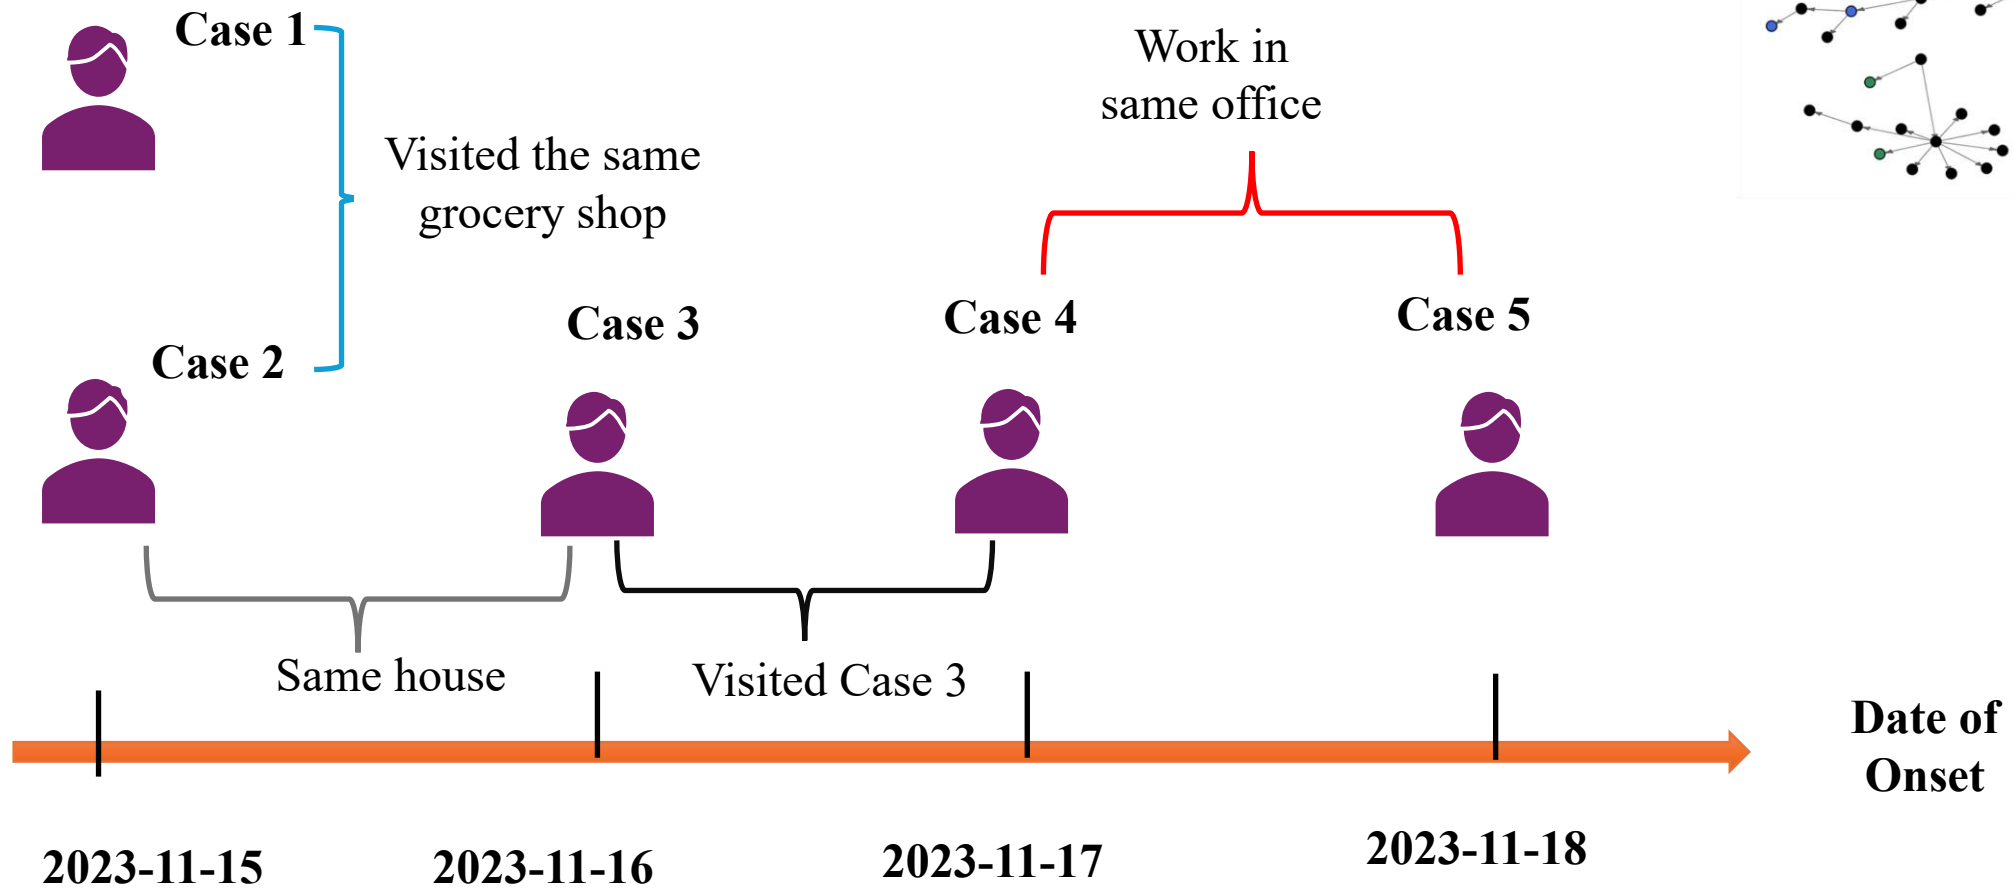 Case 1
Visited the same
grocery shop
Case 2
Work in
same office
Case 3
Case 4
Case 5
Same house
Visited Case 3
Date of
Onset
2023-11-15
2023-11-16
2023-11-17
2023-11-18